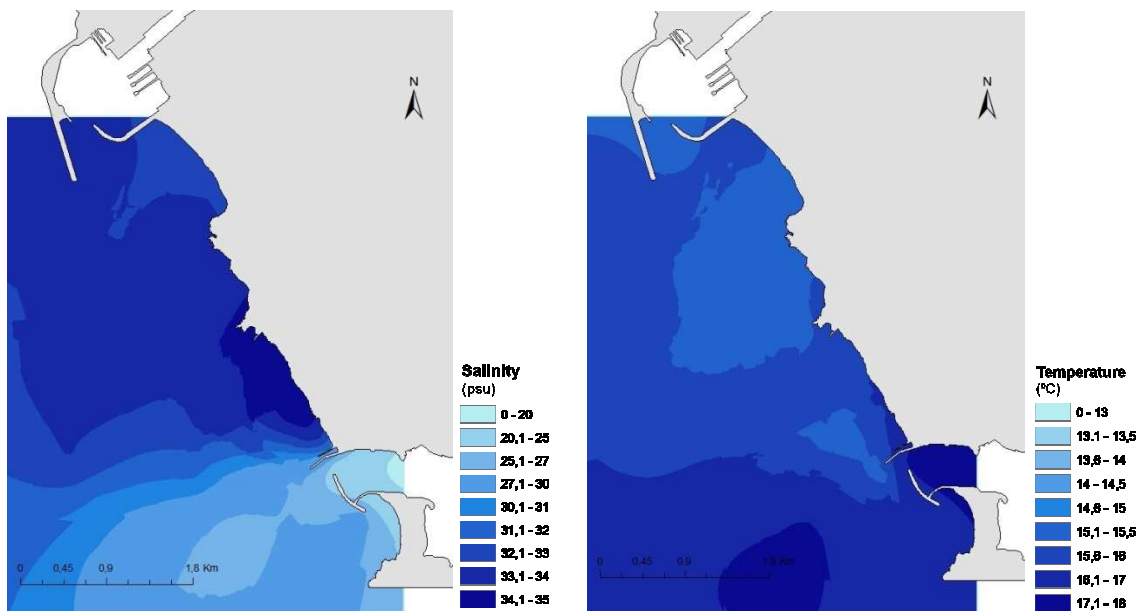 N
Salinity
(psu)
0 - 20
20,1 - 25
25,1 - 27
27,1 - 30
30,1 - 31
31,1 - 32
32,1 - 33
33,1 - 34
34,1 - 35
0 0,45 0,9 1,8 Km
N
Temperature
(ºC)
0 - 13
13.1 - 13,5
13,6 - 14
14 - 14,5
14,6 - 15
15,1 - 15,5
15,6 - 16
16,1 - 17
17,1 - 18
0 0,45 0,9 1,8 Km